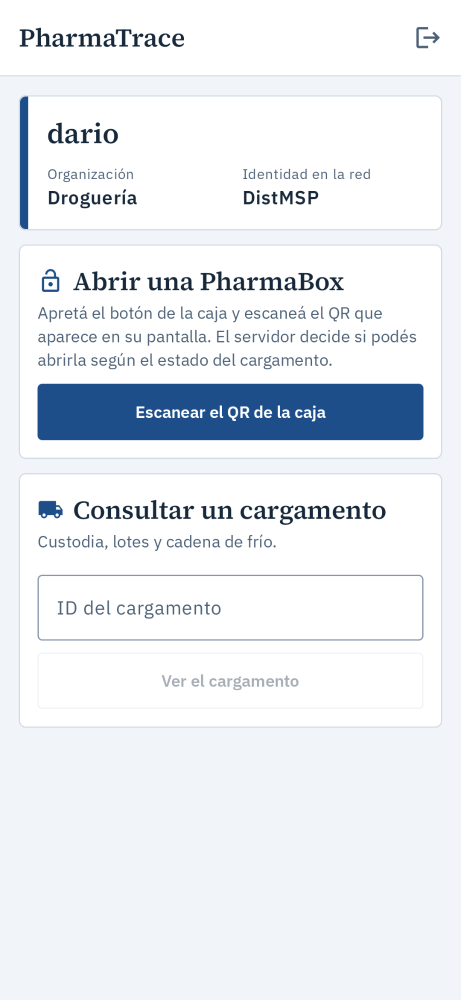 PharmaTrace
dario
Organización
Droguería
Identidad en la red
DistMSP
Abrir una PharmaBox
Apretá el botón de la caja y escaneá el QR que
aparece en su pantalla. El servidor decide si podés
abrirla según el estado del cargamento.
Escanear el QR de la caja
Consultar un cargamento
Custodia, lotes y cadena de frío.
ID del cargamento
Ver el cargamento